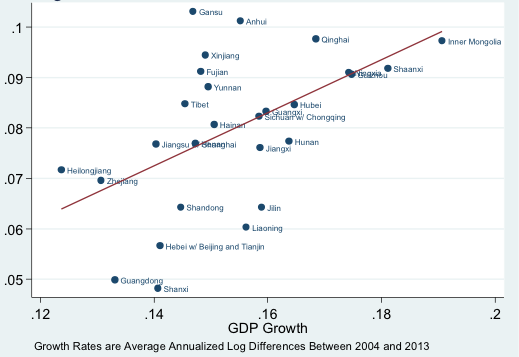 Gansu
Anhui
.1
Qinghai
Inner Mongolia
Xinjiang
.09
Fujian
Shaanxi
Yunnan
Tibet
Hubei
Guangxi
Sichuan w/ Chongqing
.08
Hainan
Jiangsu
Hunan
Jiangxi
Heilongjiang
.07
Zhejiang
Shandong
Jilin
.06
Liaoning
Hebei w/ Beijing and Tianjin
.05
Guangdong
Shanxi
.12
.14
.16
.18
.2
GDP Growth
Growth Rates are Average Annualized Log Differences Between 2004 and 2013